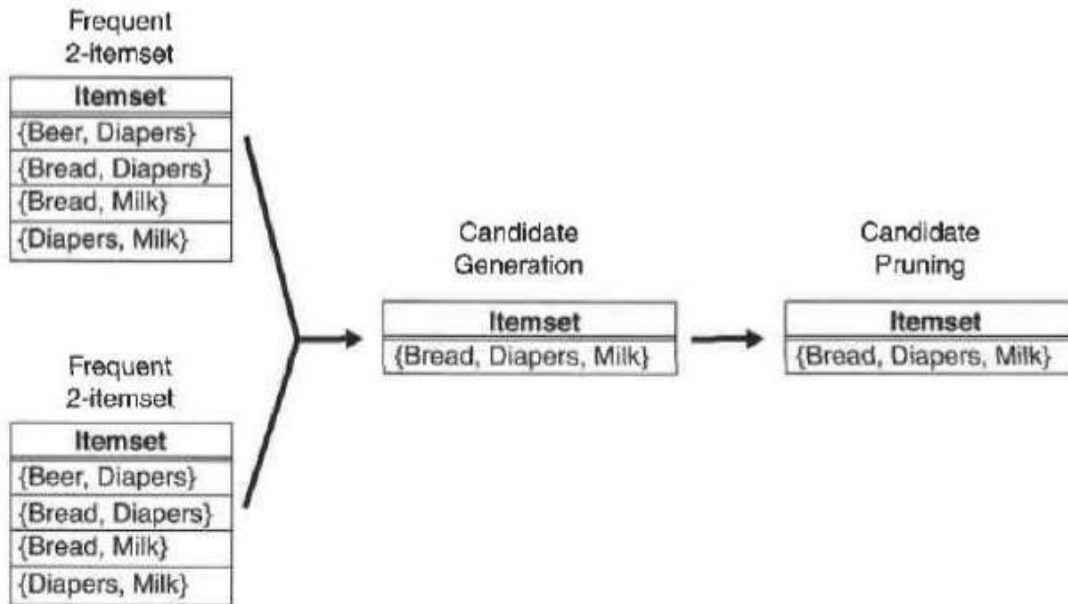 Frequent
2-itemset
Itemset
{Beer, Diapers}
{Bread, Diapers}
{Bread, Milk}
{Diapers, Milk}
Frequent
2-itemset
Itemset
{Beer, Diapers}
{Bread, Diapers}
{Bread, Milk}
{Diapers, Milk}
Candidate
Generation
Itemset
{Bread, Diapers, Milk}
Candidate
Pruning
Itemset
{Bread, Diapers, Milk}